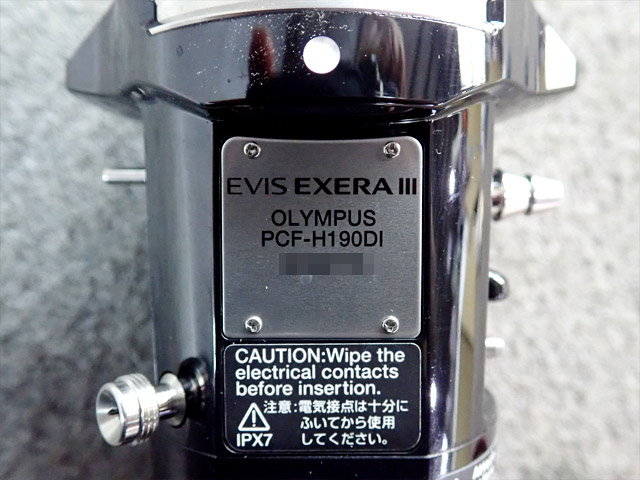 EVIS EXERA III
OLYMPUS
PCF-H190DI
CAUTION:Wipe the
electrical contacts
before insertion.
注意:電気接点は十分に
ふいてから使用
してください。
IPX7